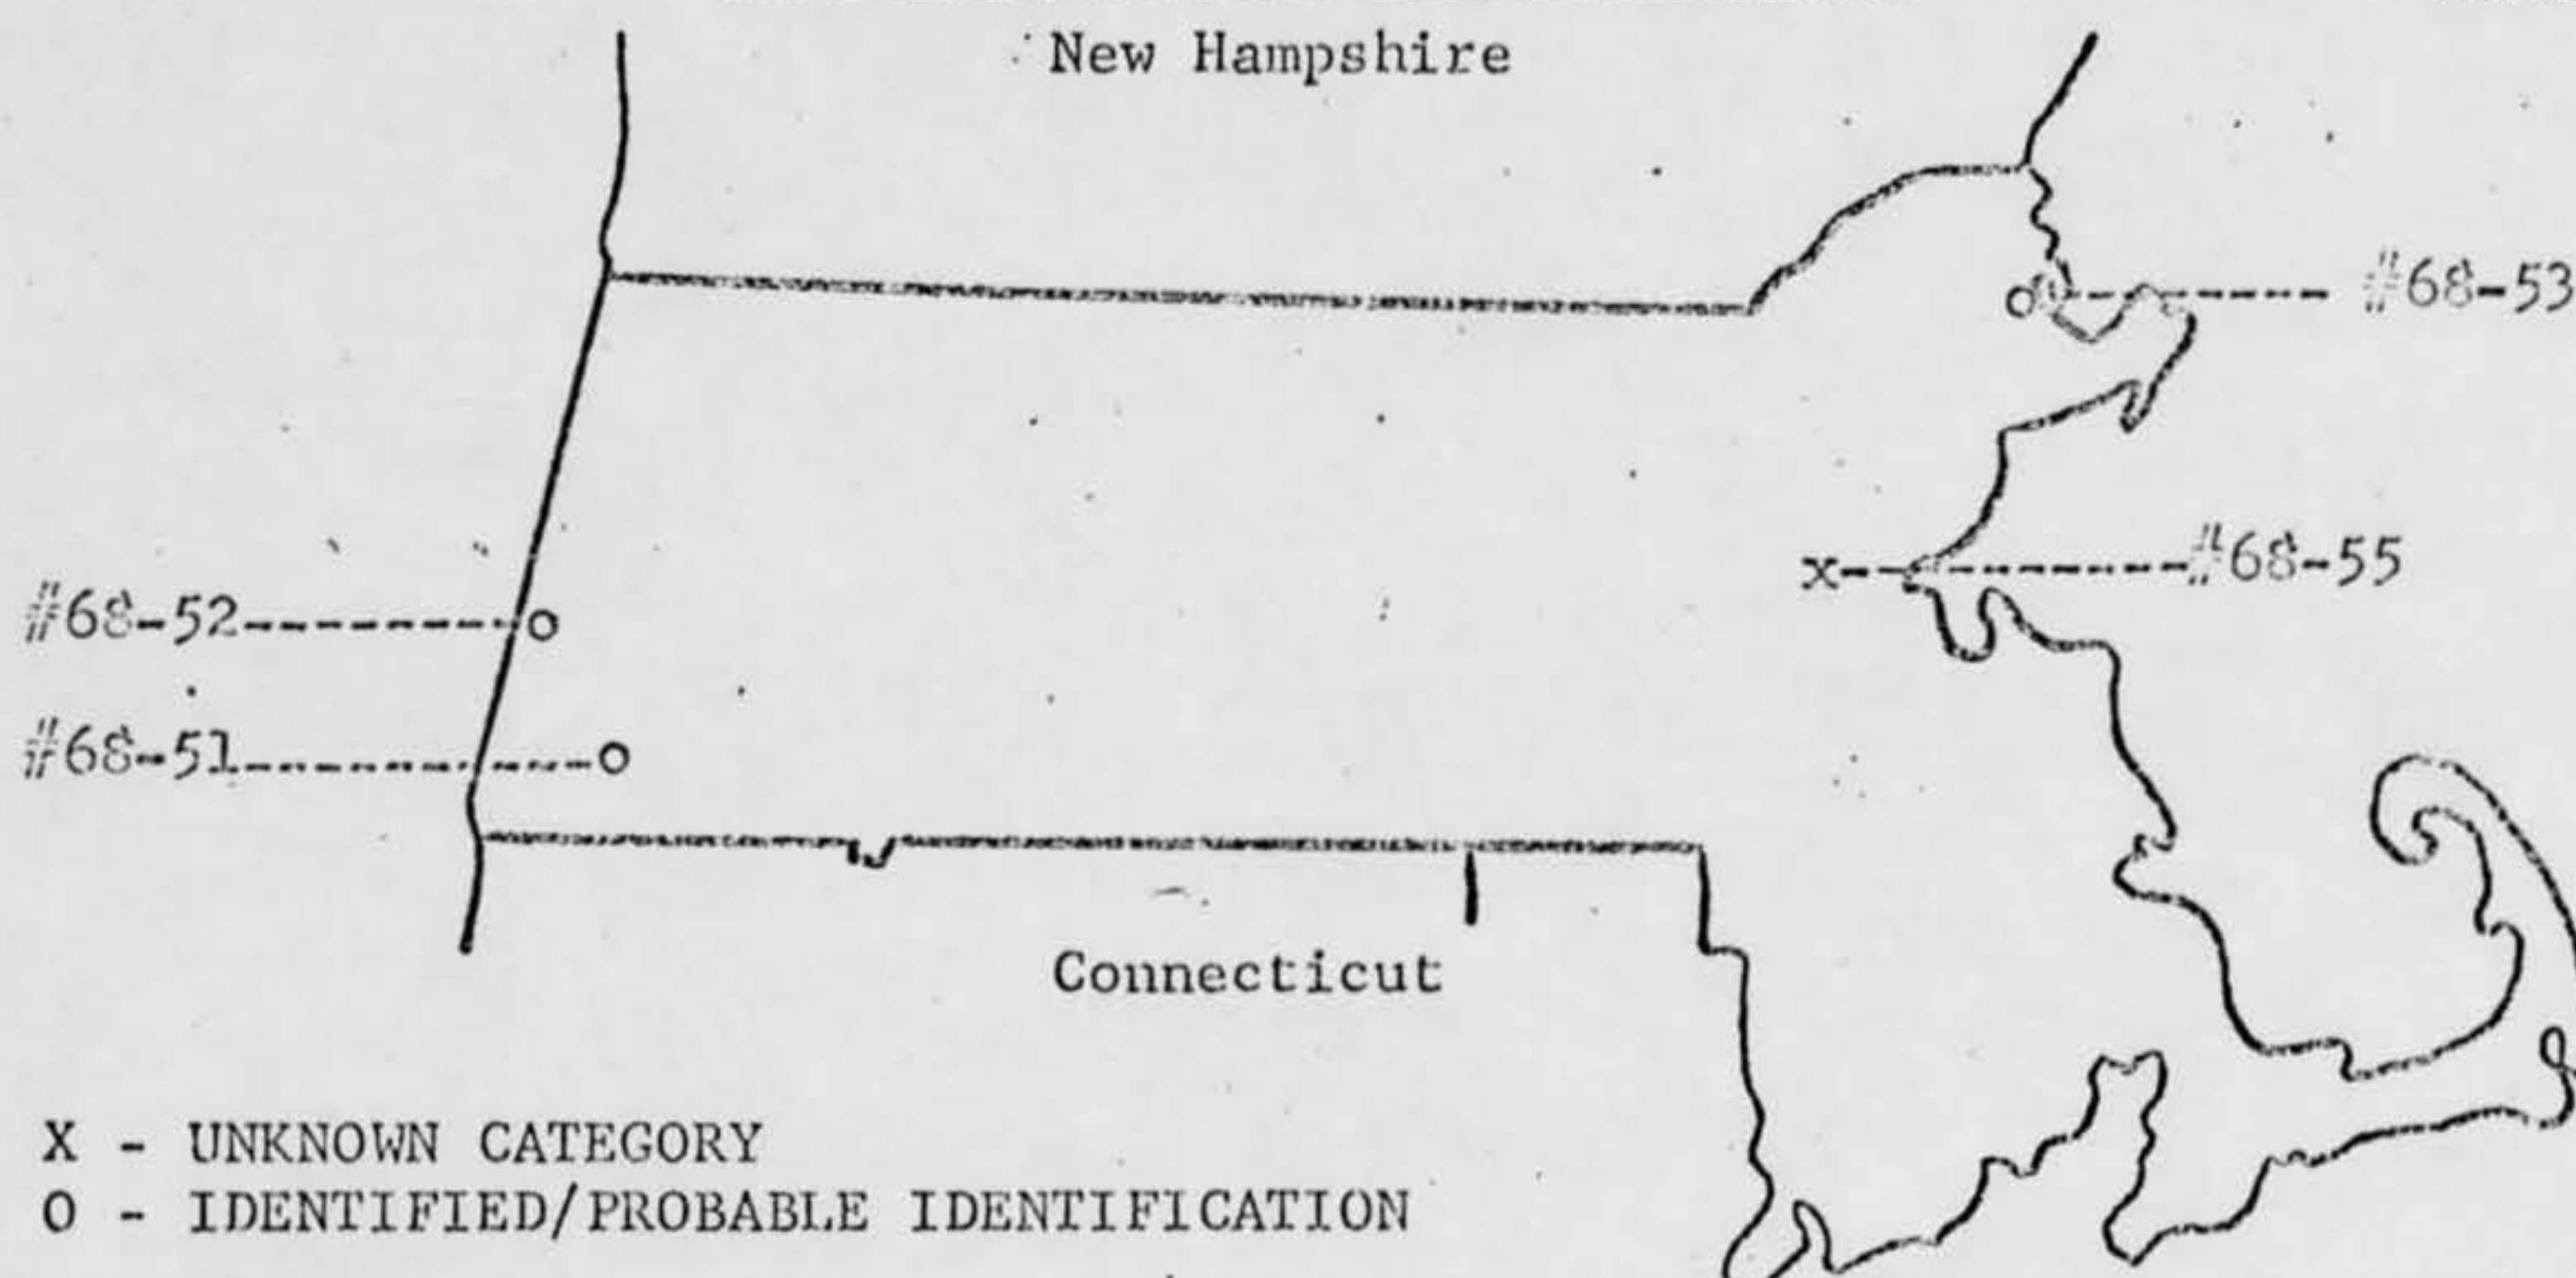 New Hampshire
#68-53
X #68-55
#68-52 O
#68-51 O
Connecticut
X - UNKNOWN CATEGORY
O - IDENTIFIED/PROBABLE IDENTIFICATION